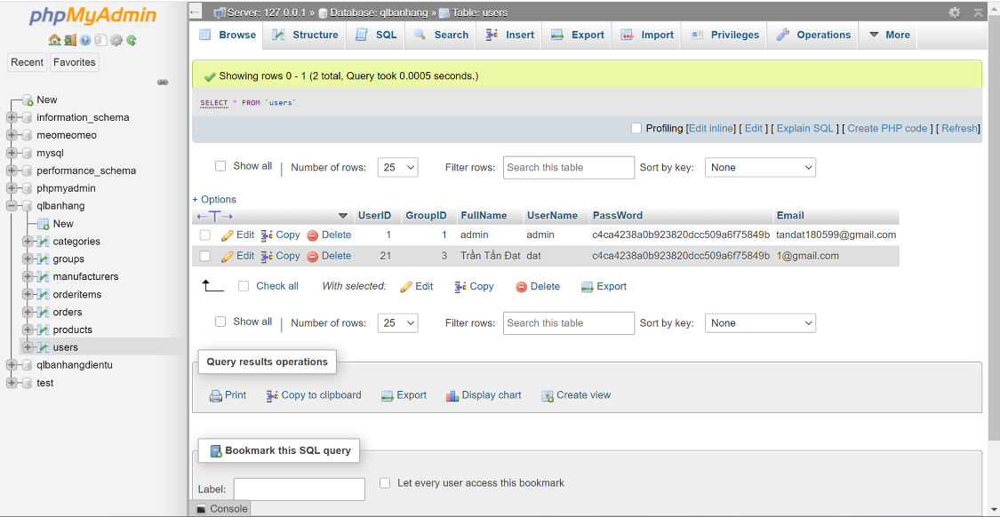 phpMyAdmin
Recent Favorites
New
information_schema
meomeomeo
mysql
performance_schema
phpmyadmin
qlbanhang
New
categories
groups
manufacturers
orderitems
orders
products
users
qlbanhangdientu
test
Server: 127.0.0.1 » Database: qlbanhang » Table: users
Browse Structure SQL Search Insert Export Import Privileges Operations More
Showing rows 0 - 1 (2 total, Query took 0.0005 seconds.)
SELECT * FROM `users`
Profiling [Edit inline] [ Edit ] [ Explain SQL ] [ Create PHP code ] [ Refresh]
Show all | Number of rows: 25 Filter rows: Search this table Sort by key: None
+ Options
←T→ UserID GroupID FullName UserName PassWord Email
Edit Copy Delete 1 1 admin admin c4ca4238a0b923820dcc509a6f75849b tandat180599@gmail.com
Edit Copy Delete 21 3 Trần Tấn Đạt dat c4ca4238a0b923820dcc509a6f75849b 1@gmail.com
Check all With selected: Edit Copy Delete Export
Show all | Number of rows: 25 Filter rows: Search this table Sort by key: None
Query results operations
Print Copy to clipboard Export Display chart Create view
Bookmark this SQL query
Label: Let every user access this bookmark
Console